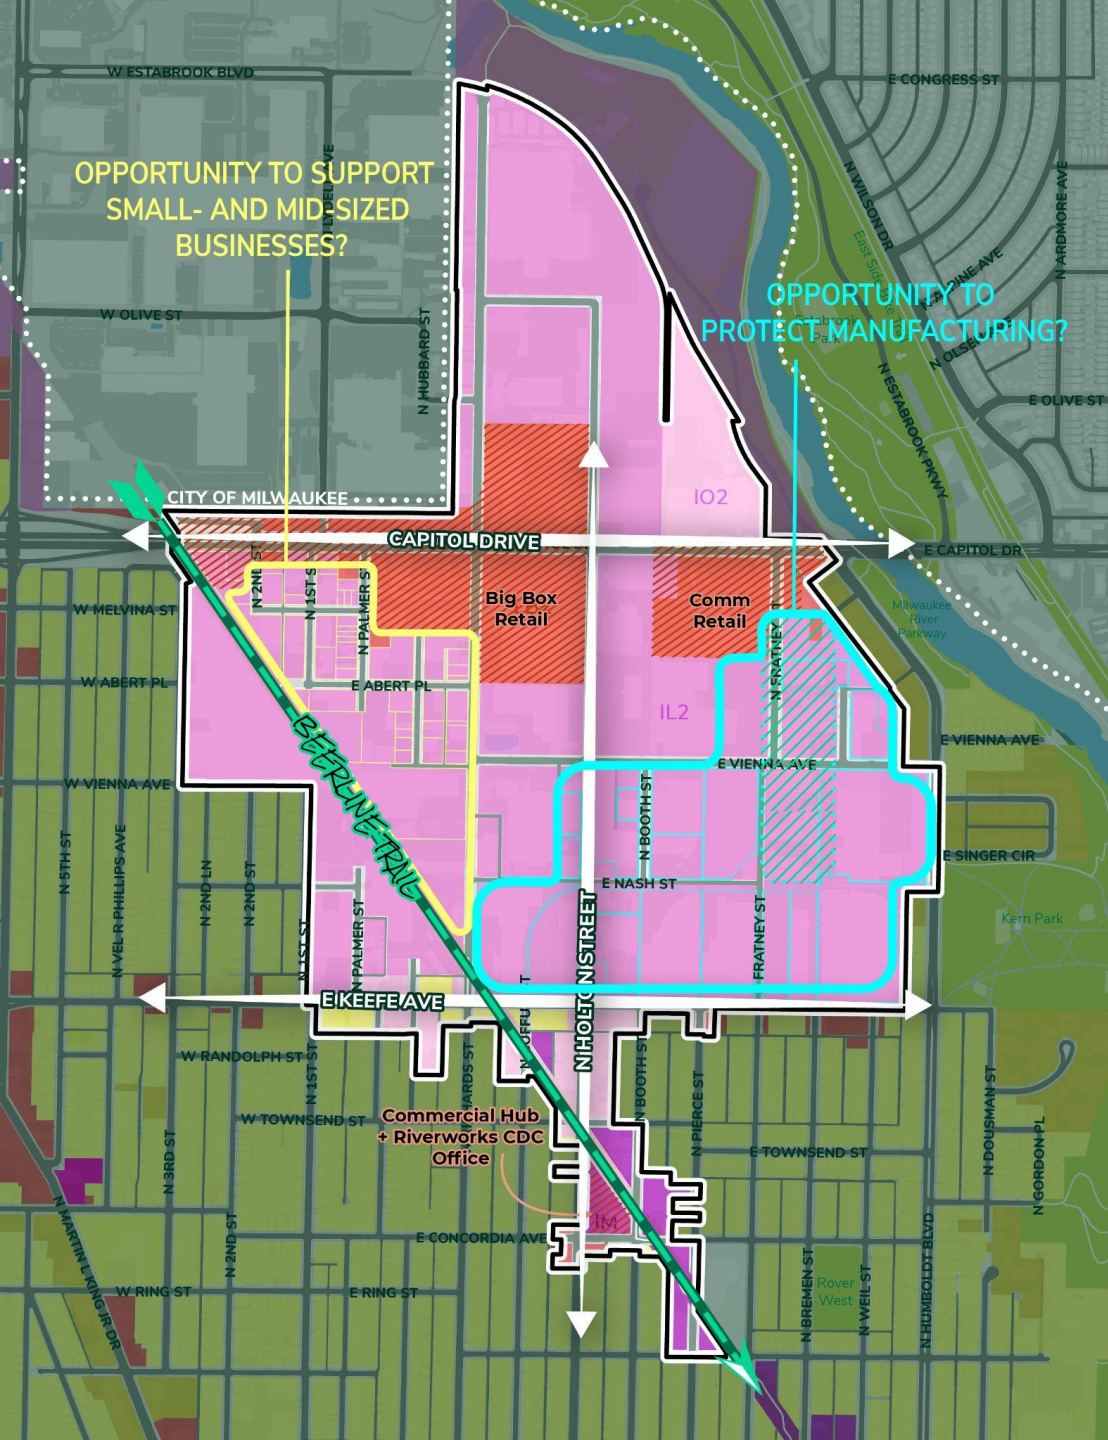 W ESTABROOK BLVD
E CONGRESS ST
N WILSON DR
N ARDMORE AVE
OPPORTUNITY TO SUPPORT
SMALL- AND MID-SIZED
BUSINESSES?
E ALPINE AVE
OPPORTUNITY TO
PROTECT MANUFACTURING?
Estabrook
Park
W OLIVE ST
N HUBBARD ST
N ESTABROOK PKWY
E OLIVE ST
CITY OF MILWAUKEE
IO2
CAPITOL DRIVE
E CAPITOL DR
N 2ND ST
N 1ST S
N PALMER ST
Big Box
Retail
Comm
Retail
W MELVINA ST
Milwaukee
River
Parkway
N FRATNEY ST
W ABERT PL
E ABERT PL
IL2
BEERLINE TRAIL
E VIENNA AVE
E VIENNA AVE
W VIENNA AVE
N BOOTH ST
N 5TH ST
N VEL R PHILLIPS AVE
N 2ND LN
N 2ND ST
N 1ST ST
N PALMER ST
E NASH ST
E SINGER CIR
Kern Park
FRATNEY ST
N HOLTON STREET
E KEEFE AVE
W RANDOLPH ST
N 1ST ST
N BOOTH ST
N PIERCE ST
N DOUSMAN ST
N GORDON PL
W TOWNSEND ST
Commercial Hub
+ Riverworks CDC
Office
E TOWNSEND ST
N 3RD ST
N MARTIN L KING JR DR
N 2ND ST
IM
E CONCORDIA AVE
W RING ST
E RING ST
N BREMEN ST
Rover
West
N WEIL ST
N HUMBOLDT BLVD